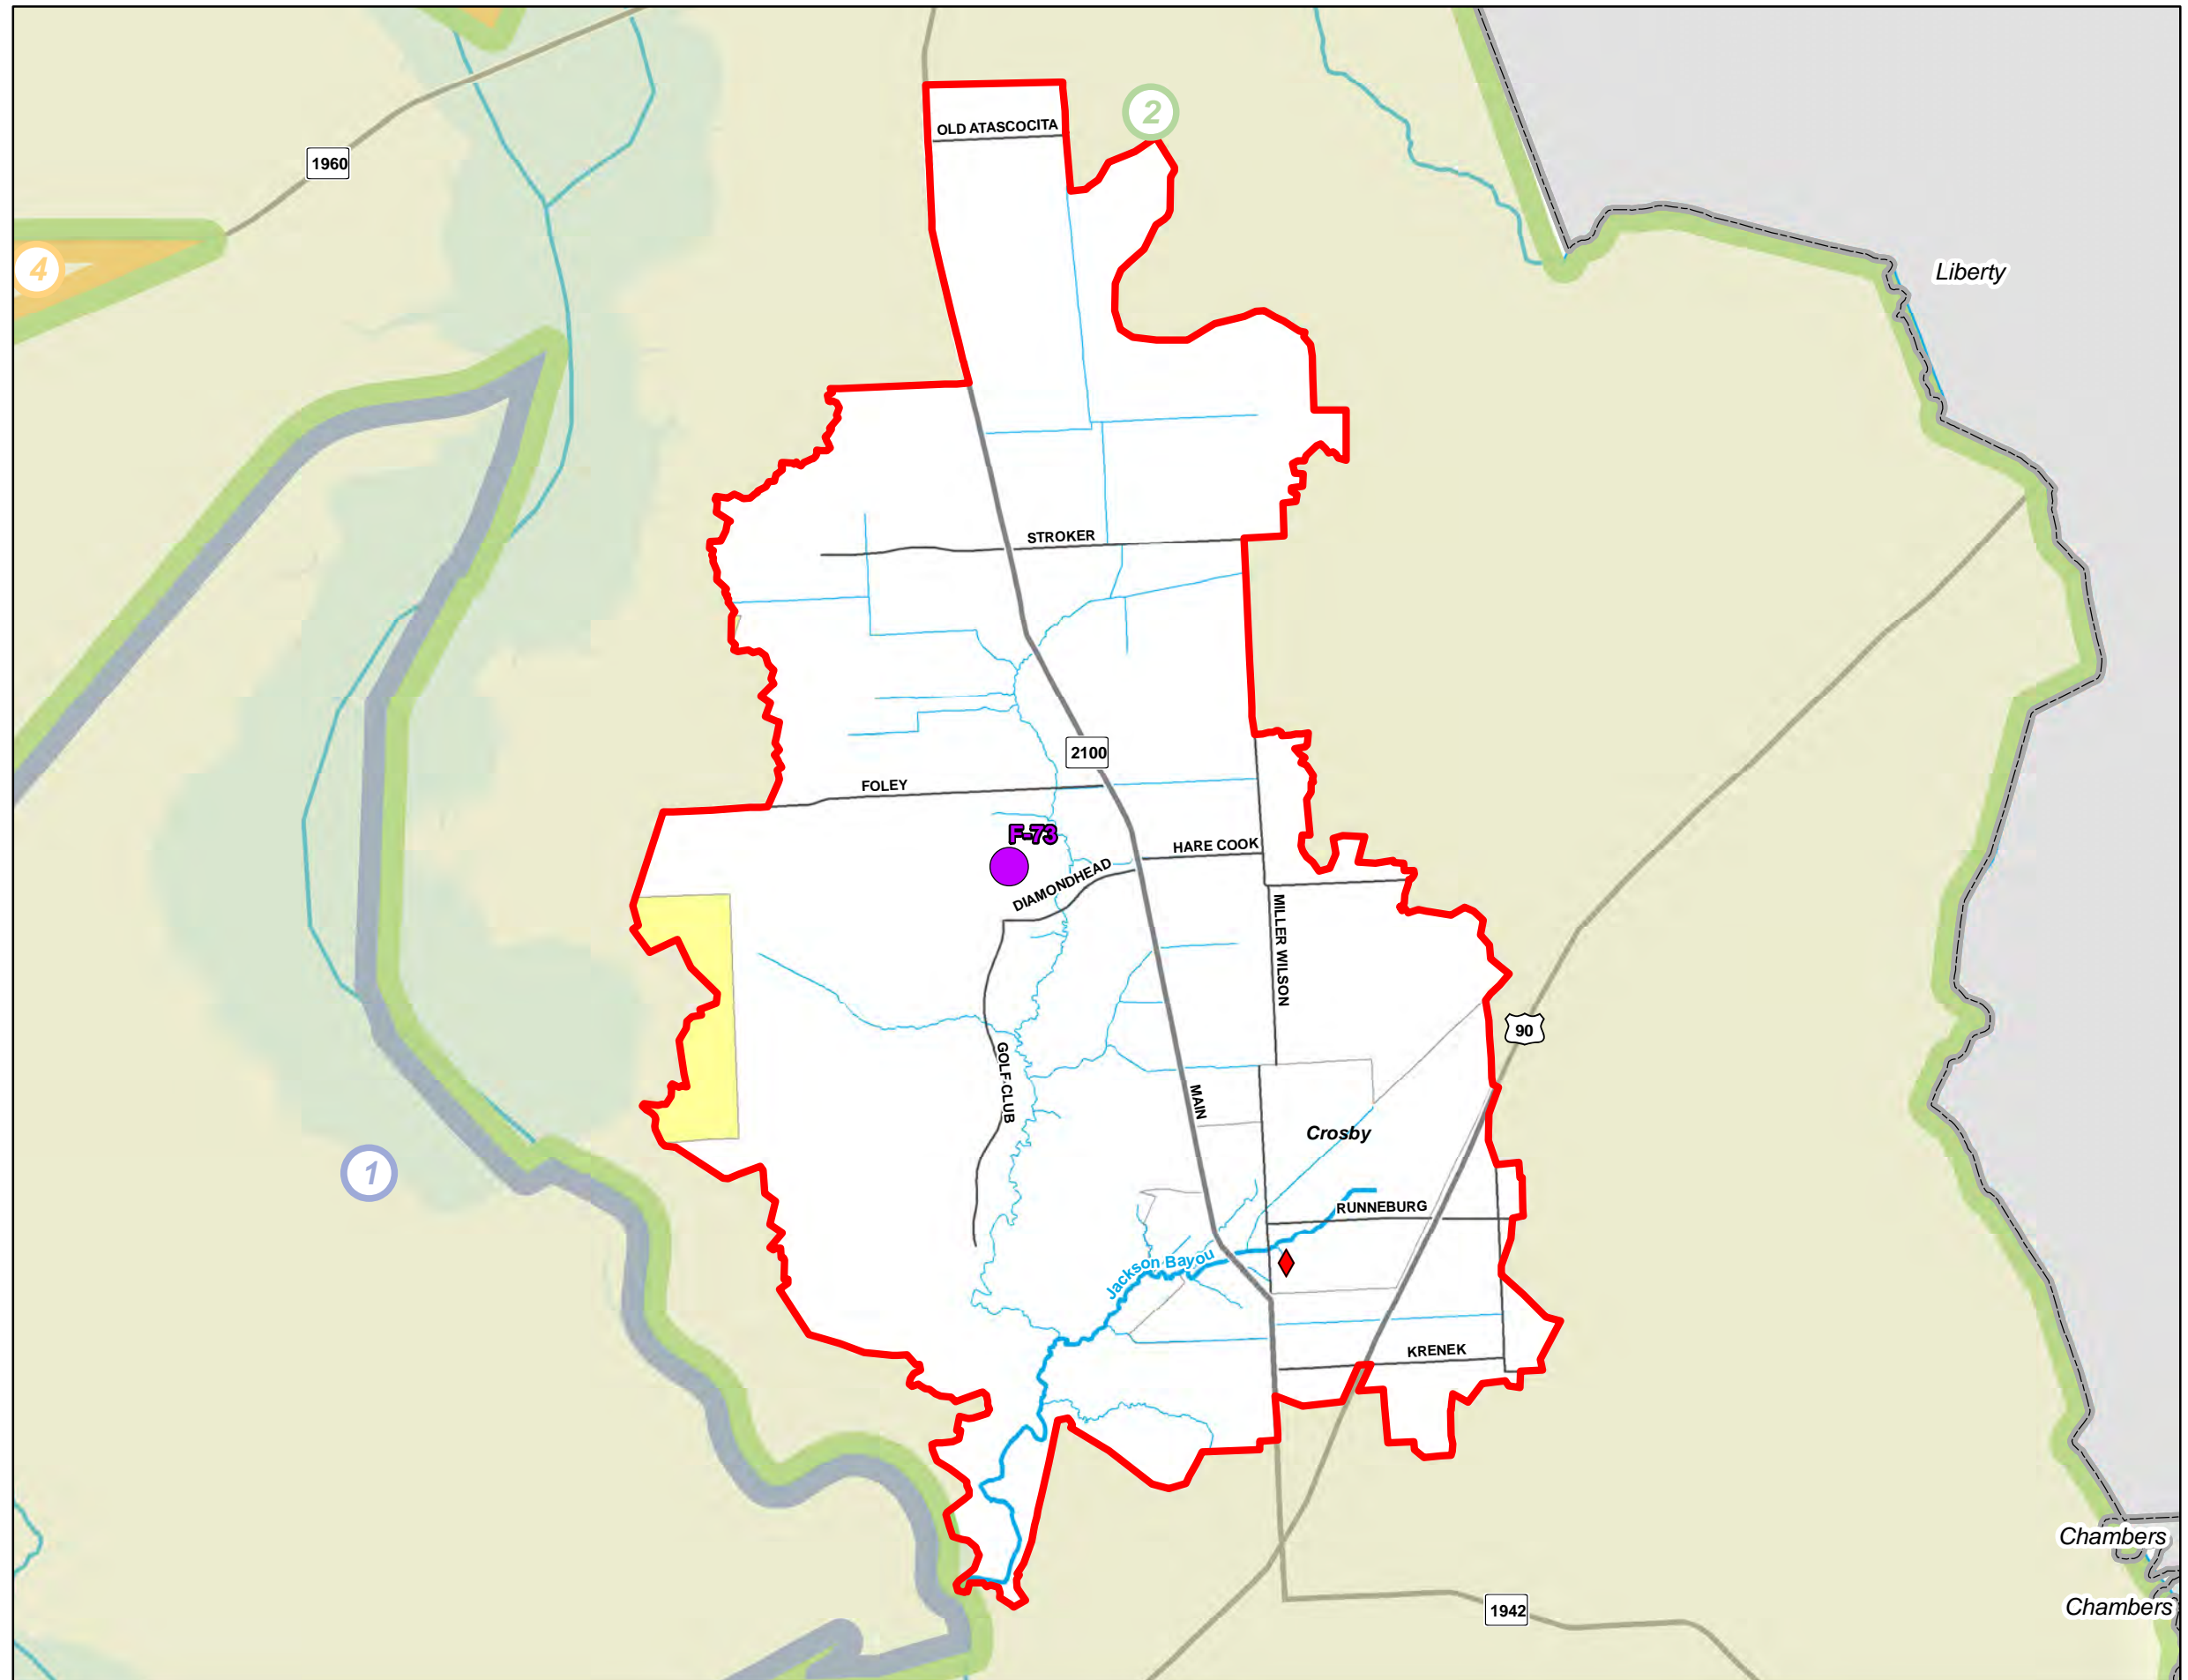 2
OLD ATASCOCITA
1960
4
Liberty
STROKER
2100
FOLEY
F-73
HARE COOK
DIAMONDHEAD
MILLER WILSON
90
GOLF CLUB
MAIN
Crosby
1
RUNNEBURG
Jackson Bayou
KRENEK
Chambers
Chambers
1942